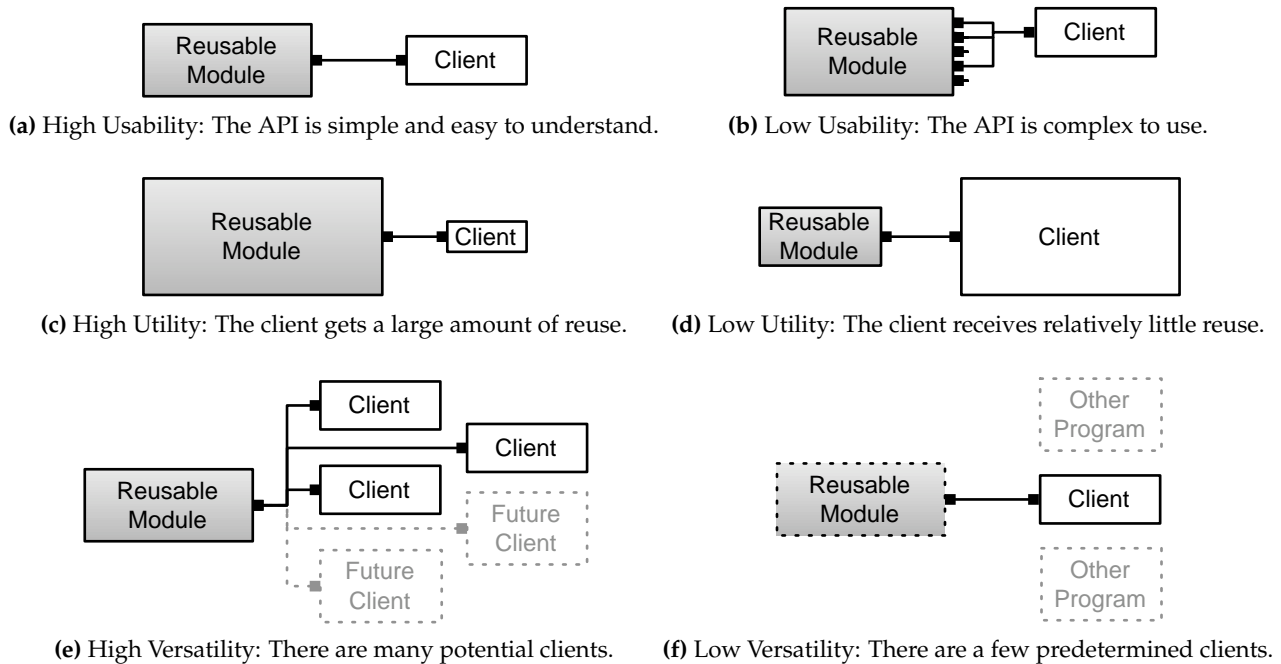 Reusable
Module
Client
Reusable
Module
Client
(a) High Usability: The API is simple and easy to understand.
(b) Low Usability: The API is complex to use.
Reusable
Module
Client
Reusable
Module
Client
(c) High Utility: The client gets a large amount of reuse.
(d) Low Utility: The client receives relatively little reuse.
Client
Client
Reusable
Module
Client
Future
Client
Future
Client
Other
Program
Reusable
Module
Client
Other
Program
(e) High Versatility: There are many potential clients.
(f) Low Versatility: There are a few predetermined clients.